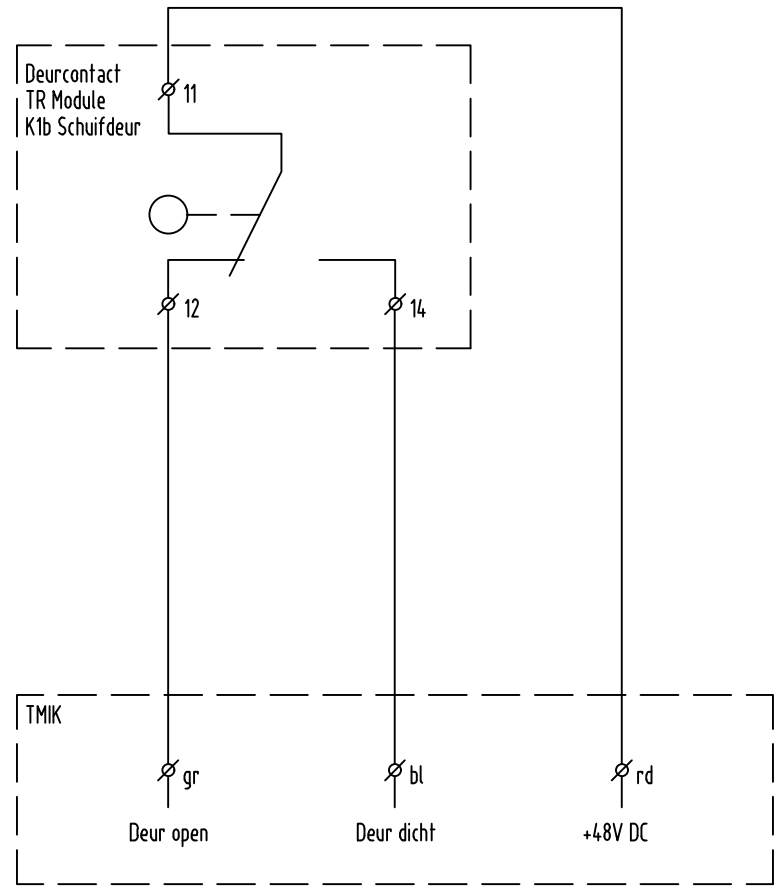 Deurcontact
TR Module
K1b Schuifdeur
11
12
14
TMIK
gr
bl
rd
Deur open
Deur dicht
+48V DC